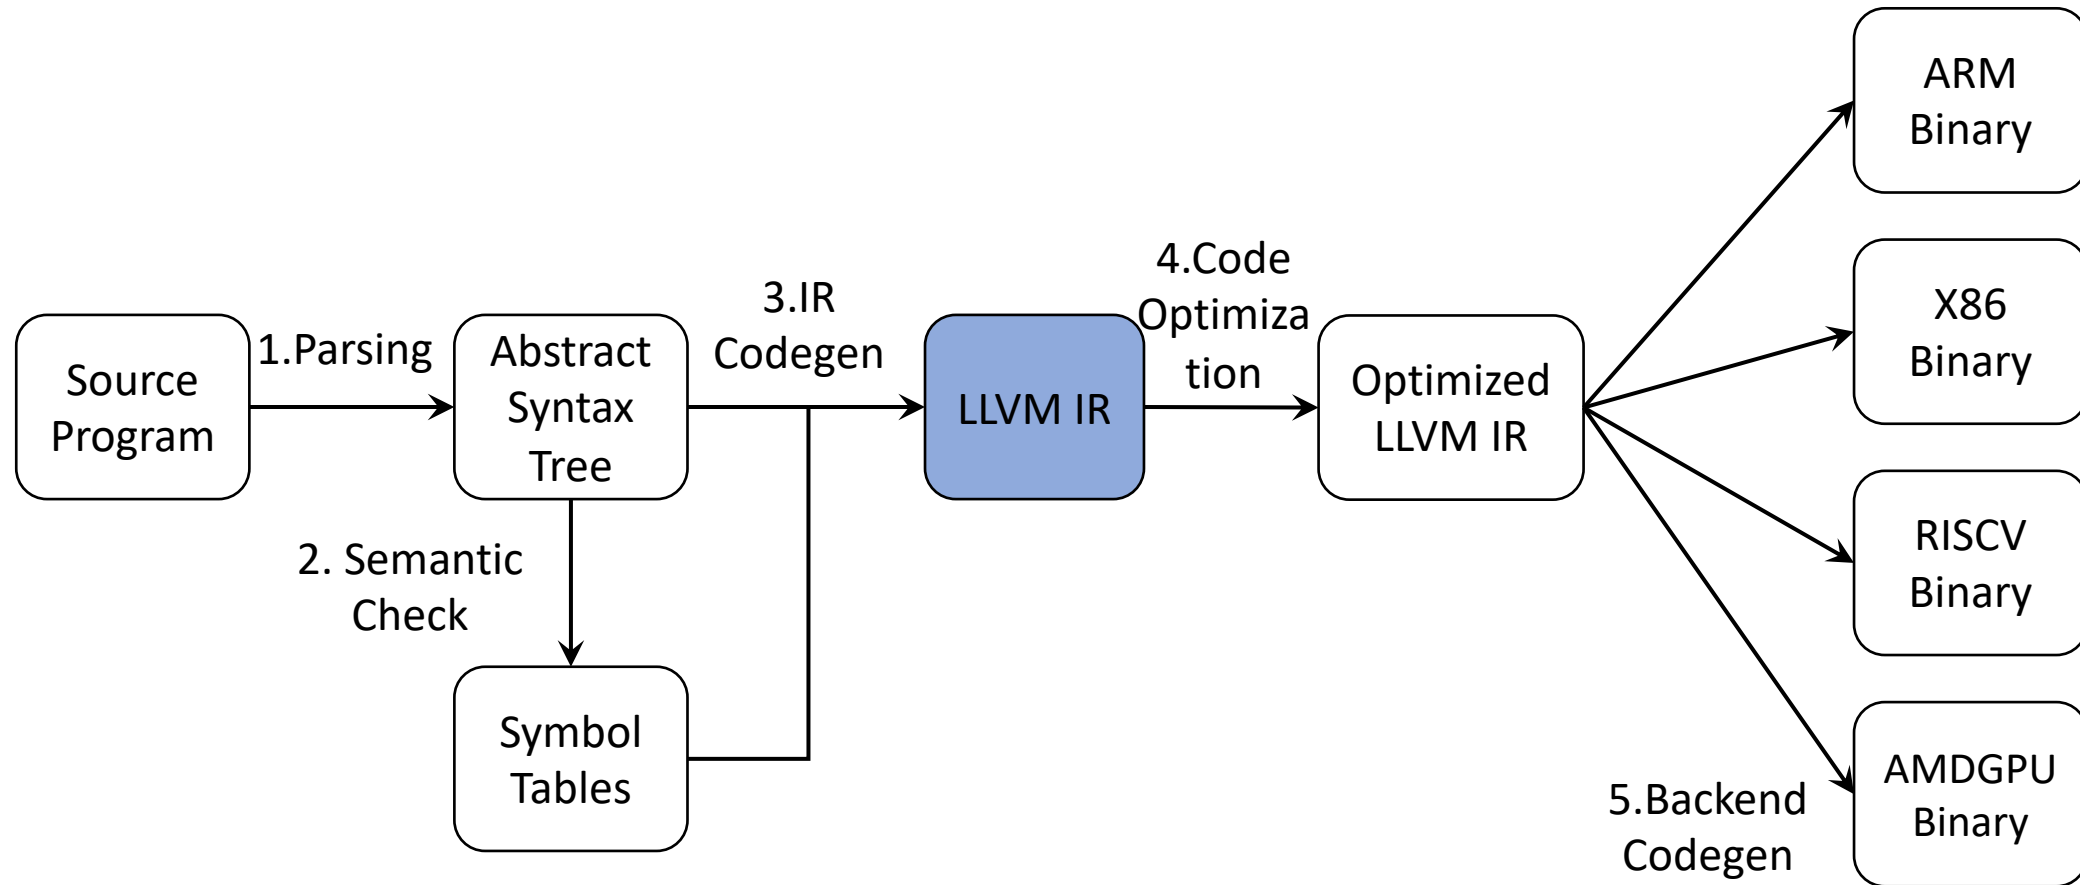 Source
Program
1.Parsing
Abstract
Syntax
Tree
2. Semantic
Check
Symbol
Tables
3.IR
Codegen
LLVM IR
4.Code
Optimiza
tion
Optimized
LLVM IR
5.Backend
Codegen
ARM
Binary
X86
Binary
RISCV
Binary
AMDGPU
Binary